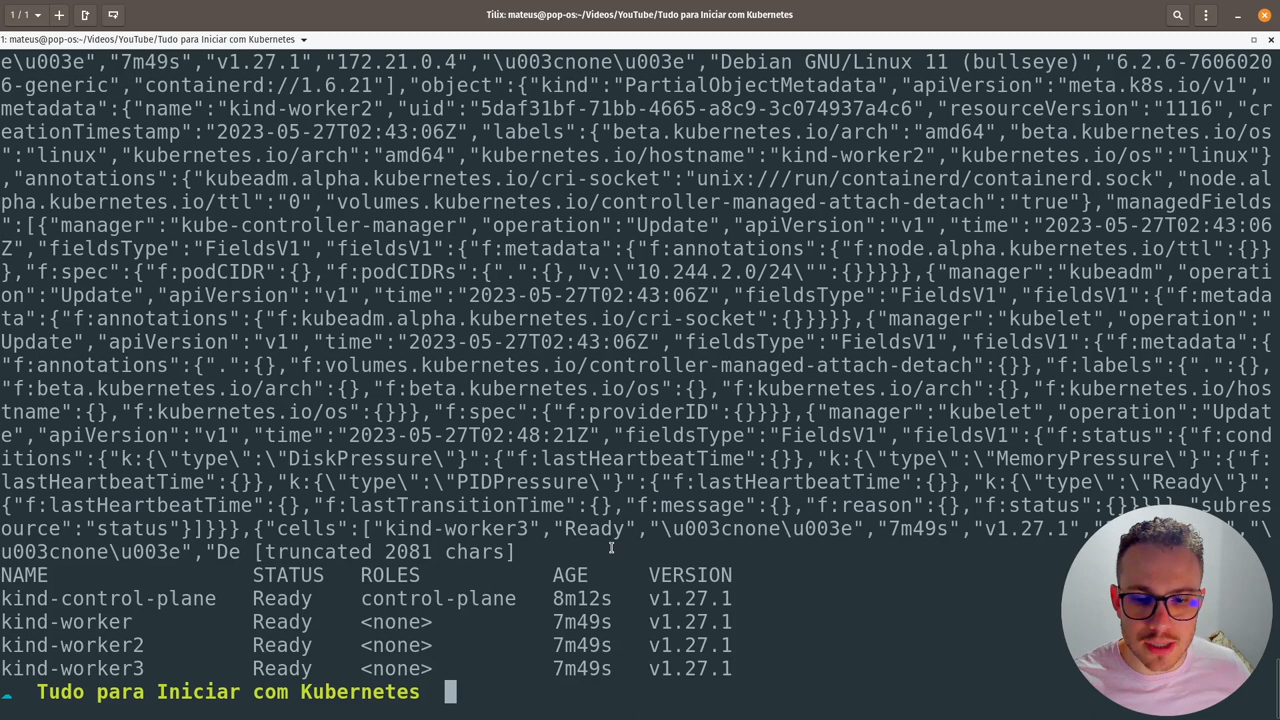 1 / 1
Tilix: mateus@pop-os:~/Videos/YouTube/Tudo para Iniciar com Kubernetes
1: mateus@pop-os:~/Videos/YouTube/Tudo para Iniciar com Kubernetes
e\u003e","7m49s","v1.27.1","172.21.0.4","\u003cnone\u003e","Debian GNU/Linux 11 (bullseye)","6.2.6-7606020
6-generic","containerd://1.6.21"],"object":{"kind":"PartialObjectMetadata","apiVersion":"meta.k8s.io/v1","
metadata":{"name":"kind-worker2","uid":"5daf31bf-71bb-4665-a8c9-3c074937a4c6","resourceVersion":"1116","cr
eationTimestamp":"2023-05-27T02:43:06Z","labels":{"beta.kubernetes.io/arch":"amd64","beta.kubernetes.io/os
":"linux","kubernetes.io/arch":"amd64","kubernetes.io/hostname":"kind-worker2","kubernetes.io/os":"linux"}
,"annotations":{"kubeadm.alpha.kubernetes.io/cri-socket":"unix:///run/containerd/containerd.sock","node.al
pha.kubernetes.io/ttl":"0","volumes.kubernetes.io/controller-managed-attach-detach":"true"},"managedFields
":[{"manager":"kube-controller-manager","operation":"Update","apiVersion":"v1","time":"2023-05-27T02:43:06
Z","fieldsType":"FieldsV1","fieldsV1":{"f:metadata":{"f:annotations":{"f:node.alpha.kubernetes.io/ttl":{}}
},"f:spec":{"f:podCIDR":{},"f:podCIDRs":{".":{},"v:\"10.244.2.0/24\"":{}}}}},{"manager":"kubeadm","operati
on":"Update","apiVersion":"v1","time":"2023-05-27T02:43:06Z","fieldsType":"FieldsV1","fieldsV1":{"f:metada
ta":{"f:annotations":{"f:kubeadm.alpha.kubernetes.io/cri-socket":{}}}}},{"manager":"kubelet","operation":"
Update","apiVersion":"v1","time":"2023-05-27T02:43:06Z","fieldsType":"FieldsV1","fieldsV1":{"f:metadata":{
"f:annotations":{".":{},"f:volumes.kubernetes.io/controller-managed-attach-detach":{}},"f:labels":{".":{},
"f:beta.kubernetes.io/arch":{},"f:beta.kubernetes.io/os":{},"f:kubernetes.io/arch":{},"f:kubernetes.io/hos
tname":{},"f:kubernetes.io/os":{}}},"f:spec":{"f:providerID":{}}}},{"manager":"kubelet","operation":"Updat
e","apiVersion":"v1","time":"2023-05-27T02:48:21Z","fieldsType":"FieldsV1","fieldsV1":{"f:status":{"f:cond
itions":{"k:{\"type\":\"DiskPressure\"}":{"f:lastHeartbeatTime":{}},"k:{\"type\":\"MemoryPressure\"}":{"f:
lastHeartbeatTime":{}},"k:{\"type\":\"PIDPressure\"}":{"f:lastHeartbeatTime":{}},"k:{\"type\":\"Ready\"}":
{"f:lastHeartbeatTime":{},"f:lastTransitionTime":{},"f:message":{},"f:reason":{},"f:status":{}}}}},"subres
ource":"status"}]}}},{"cells":["kind-worker3","Ready","\u003cnone\u003e","7m49s","v1.27.1", "\
u003cnone\u003e","De [truncated 2081 chars]
NAME STATUS ROLES AGE VERSION
kind-control-plane Ready control-plane 8m12s v1.27.1
kind-worker Ready <none> 7m49s v1.27.1
kind-worker2 Ready <none> 7m49s v1.27.1
kind-worker3 Ready <none> 7m49s v1.27.1
Tudo para Iniciar com Kubernetes